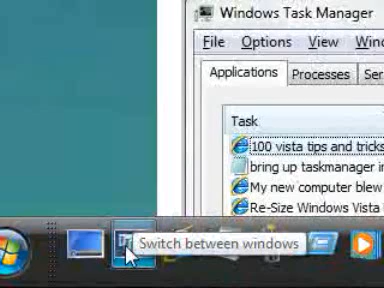 Windows Task Manager
File Options View Wind
Applications Processes Ser
Task
100 vista tips and tricks
bring up taskmanager i
My new computer blew
Re-Size Windows Vista
Switch between windows